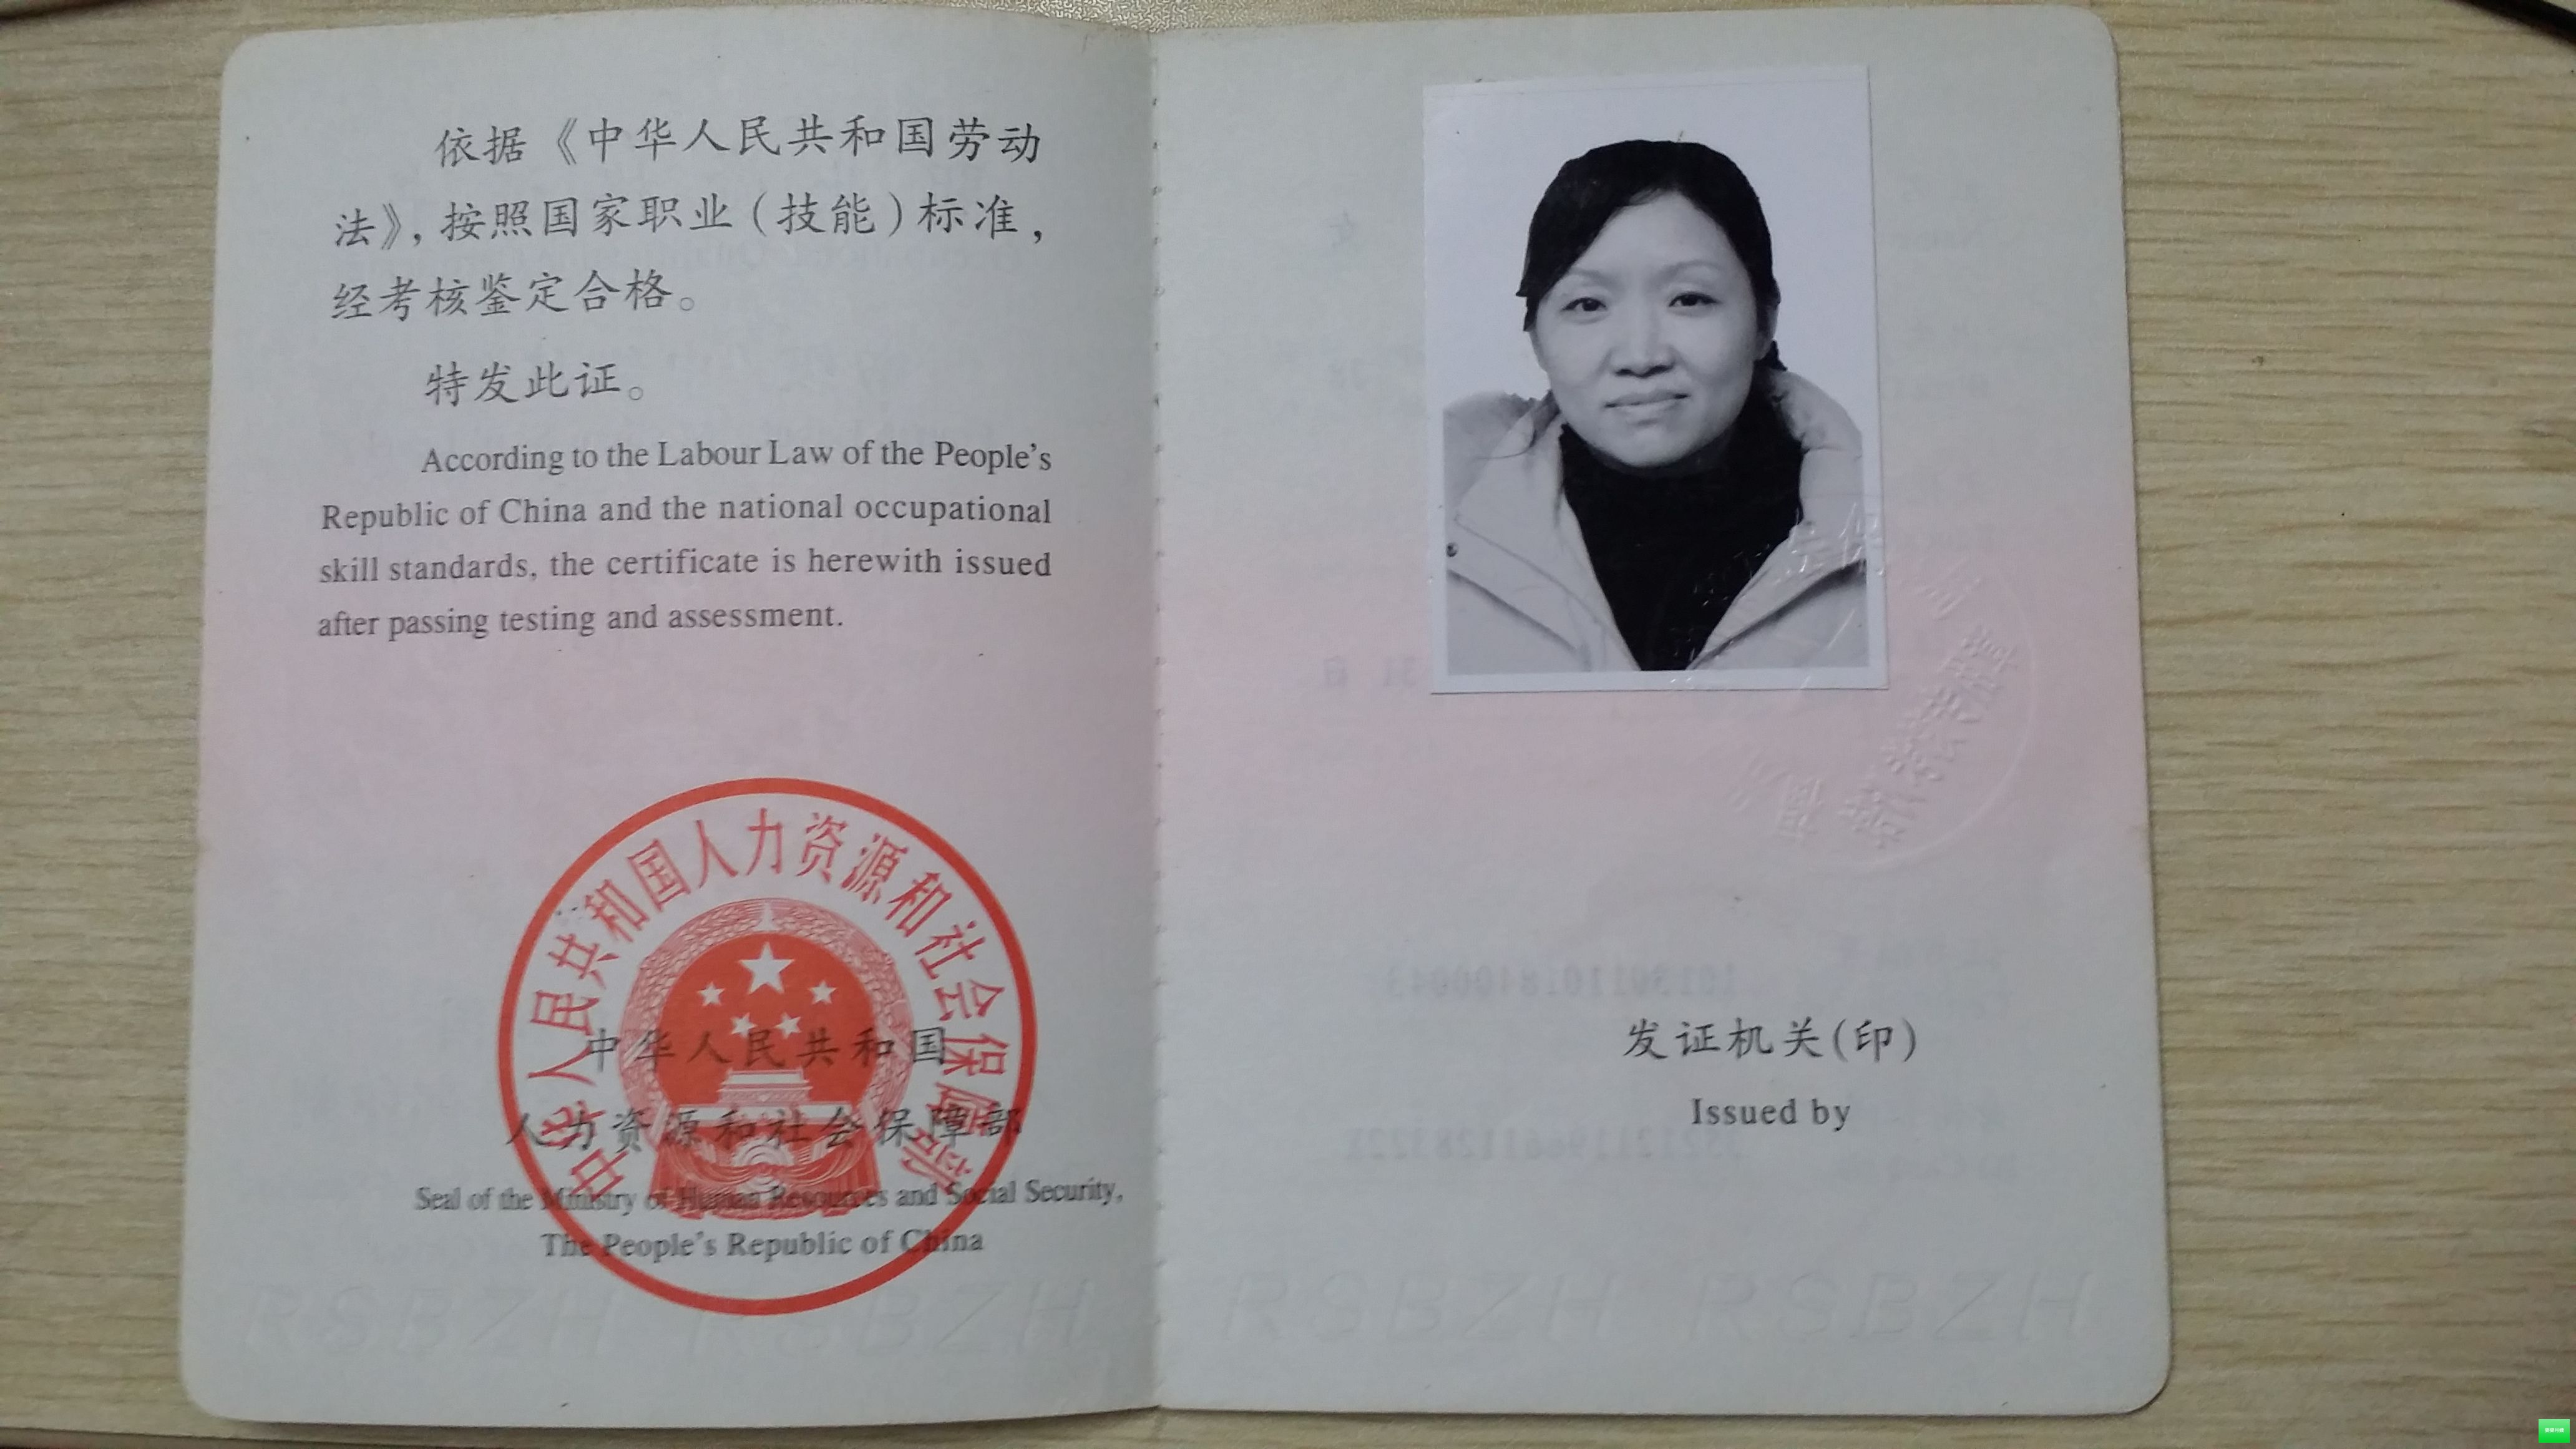 依据《中华人民共和国劳动
法》，按照国家职业（技能）标准，
经考核鉴定合格。
特发此证。
According to the Labour Law of the People's
Republic of China and the national occupational
skill standards, the certificate is herewith issued
after passing testing and assessment.
中华人民共和国人力资源和社会保障部
中华人民共和国
人力资源和社会保障部
Seal of the Ministry of Human Resources and Social Security,
The People's Republic of China
RSBZH RSBZH
发证机关(印)
Issued by
RSBZH RSBZH